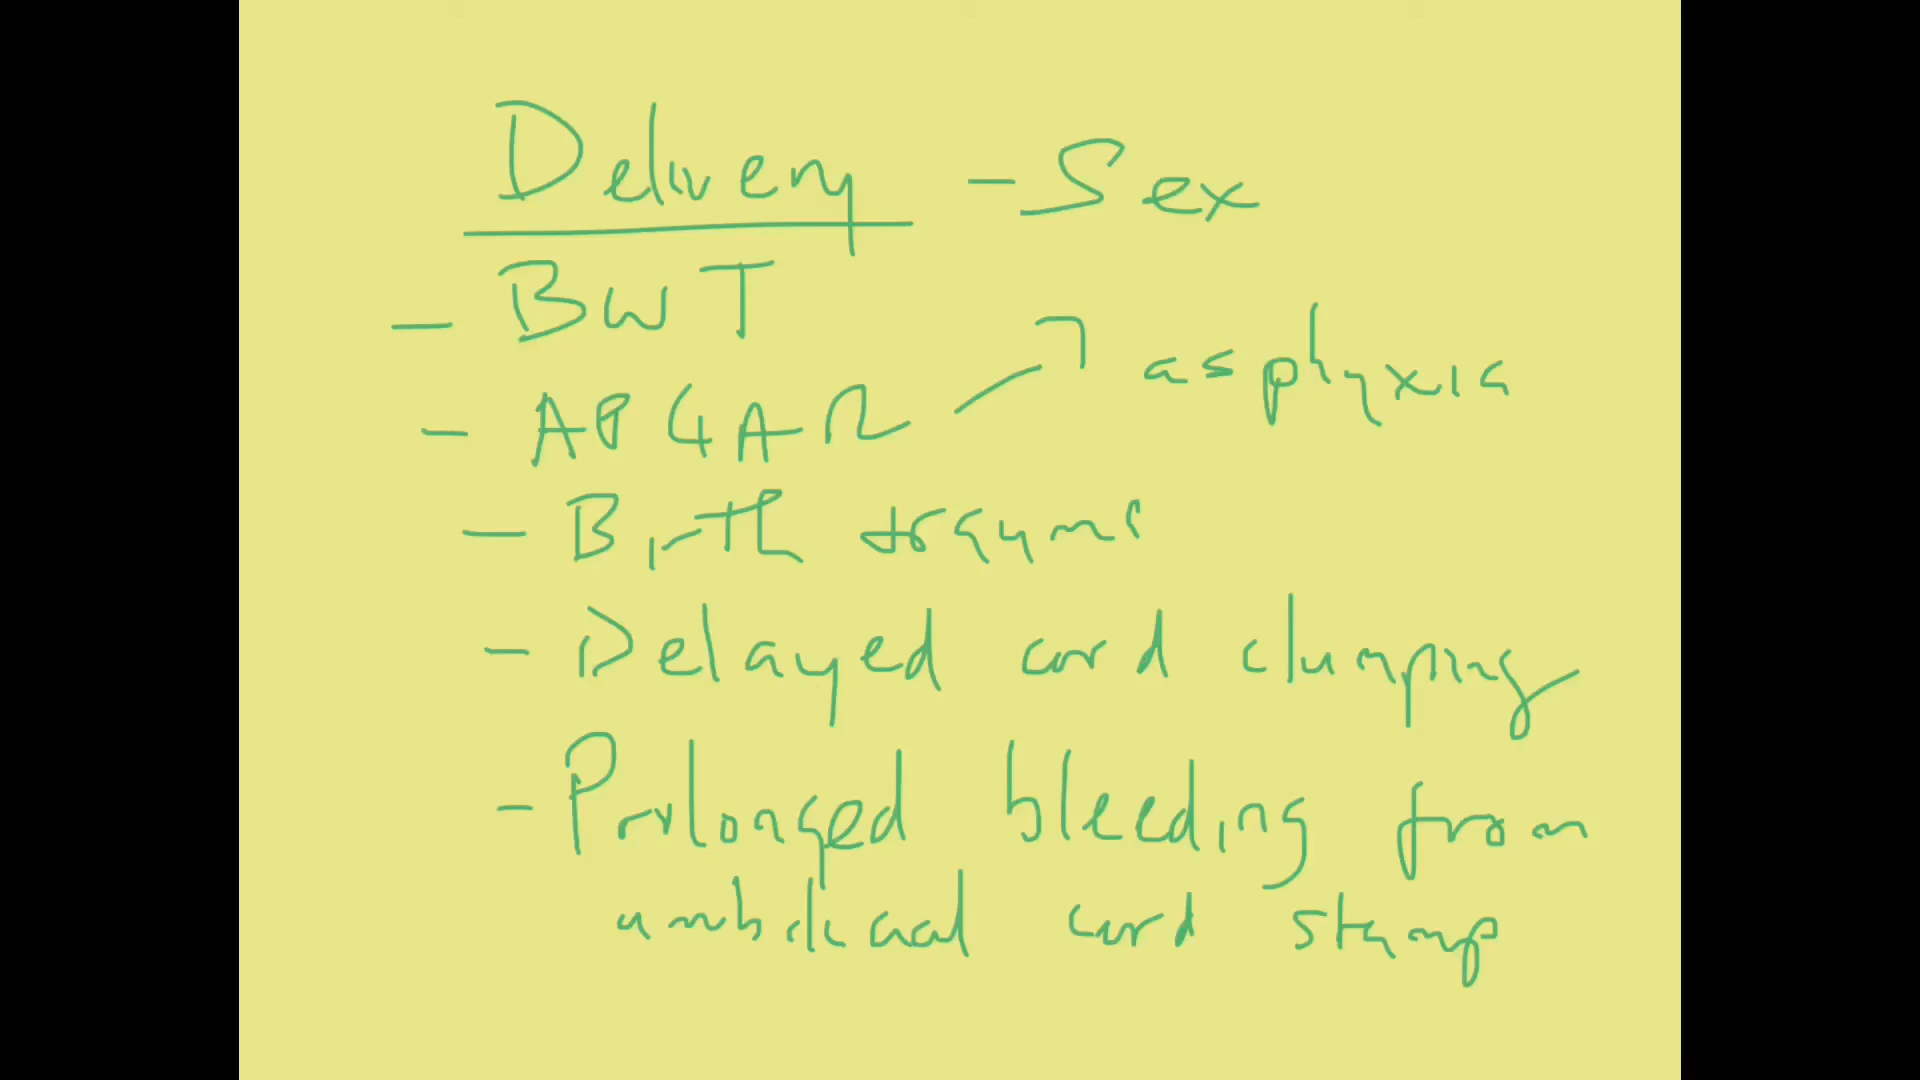 Delivery - Sex
- BWT
- APGAR → asphyxia
- Birth trauma
- Delayed cord clamping
- Prolonged bleeding from
umbilical cord stump